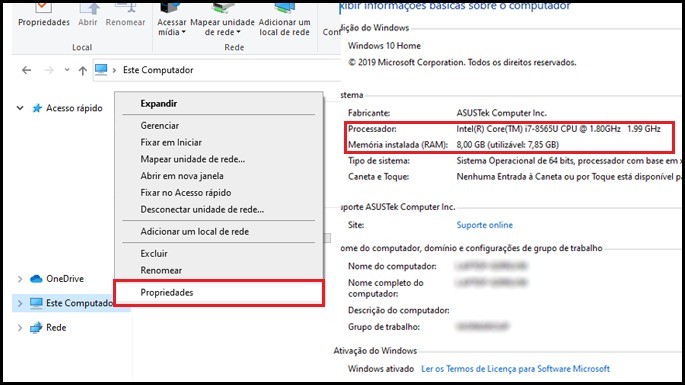 Propriedades
Abrir
Renomear
Acessar mídia
Mapear unidade de rede
Adicionar um local de rede
Local
Rede
Este Computador
Acesso rápido
Expandir
Gerenciar
Fixar em Iniciar
Mapear unidade de rede...
Abrir em nova janela
Fixar no Acesso rápido
Desconectar unidade de rede...
Adicionar um local de rede
Excluir
Renomear
Propriedades
OneDrive
Este Computado
Rede
xibir informações básicas sobre o computador
dição do Windows
Windows 10 Home
© 2019 Microsoft Corporation. Todos os direitos reservados.
istema
Fabricante: ASUSTek Computer Inc.
Processador: Intel(R) Core(TM) i7-8565U CPU @ 1.80GHz 1.99 GHz
Memória instalada (RAM): 8,00 GB (utilizável: 7,85 GB)
Tipo de sistema: Sistema Operacional de 64 bits, processador com base em x
Caneta e Toque: Nenhuma Entrada à Caneta ou por Toque está disponível pa
uporte ASUSTek Computer Inc.
Site: Suporte online
ome do computador, domínio e configurações de grupo de trabalho
Nome do computador:
Nome completo do computador:
Descrição do computador:
Grupo de trabalho:
Ativação do Windows
Windows ativado Ler os Termos de Licença para Software Microsoft